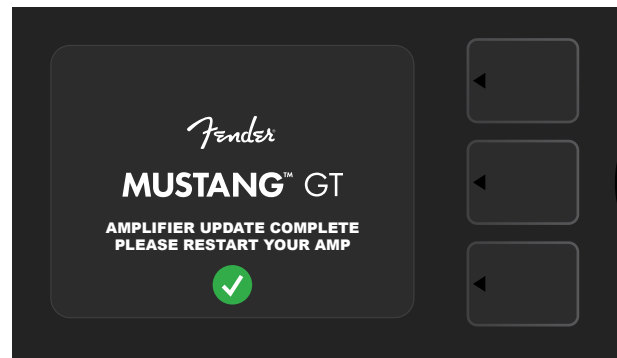 Fender
MUSTANG™ GT
AMPLIFIER UPDATE COMPLETE
PLEASE RESTART YOUR AMP